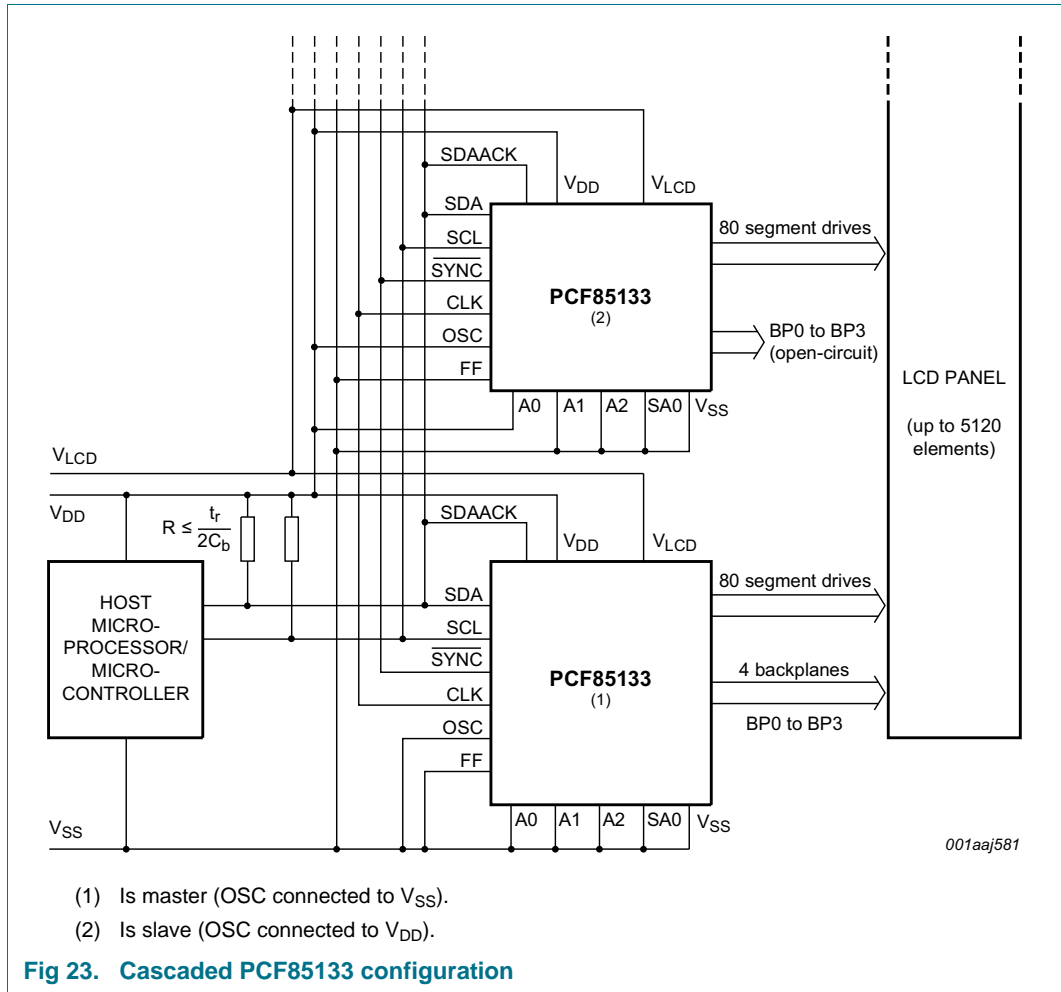 SDAACK
VDD
VLCD
SDA
SCL
SYNC
CLK
OSC
FF
PCF85133
(2)
80 segment drives
BP0 to BP3
(open-circuit)
A0 A1 A2 SA0 VSS
LCD PANEL
(up to 5120
elements)
VLCD
VDD
R ≤ tr
2Cb
SDAACK
VDD
VLCD
HOST
MICRO-
PROCESSOR/
MICRO-
CONTROLLER
SDA
SCL
SYNC
CLK
OSC
FF
PCF85133
(1)
80 segment drives
4 backplanes
BP0 to BP3
A0 A1 A2 SA0 VSS
VSS
001aaj581
(1) Is master (OSC connected to VSS).
(2) Is slave (OSC connected to VDD).
Fig 23. Cascaded PCF85133 configuration